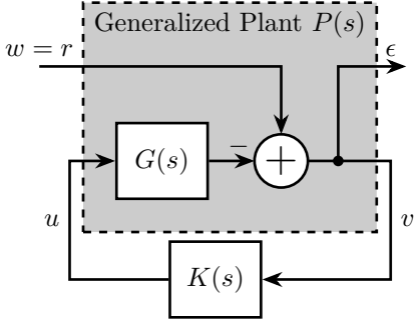 Generalized Plant P(s)
w = r
ϵ
G(s)
−
+
u
v
K(s)